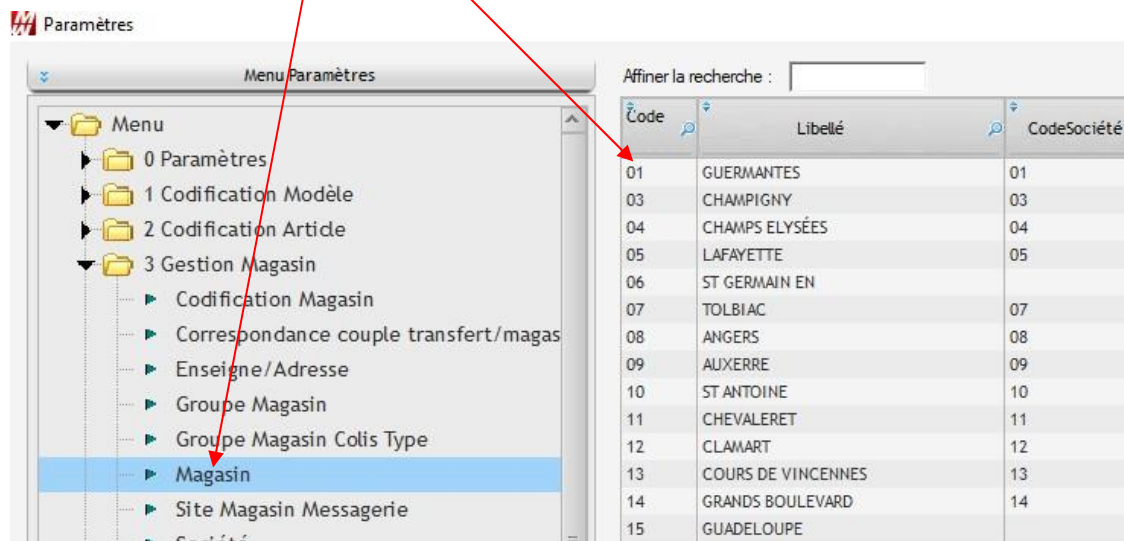 Paramètres
Menu Paramètres
Menu
0 Paramètres
1 Codification Modèle
2 Codification Article
3 Gestion Magasin
Codification Magasin
Correspondance couple transfert/magas
Enseigne/Adresse
Groupe Magasin
Groupe Magasin Colis Type
Magasin
Site Magasin Messagerie
Affiner la recherche :
Code Libellé CodeSociété
01 GUERMANTES 01
03 CHAMPIGNY 03
04 CHAMPS ELYSÉES 04
05 LAFAYETTE 05
06 ST GERMAIN EN
07 TOLBIAC 07
08 ANGERS 08
09 AUXERRE 09
10 ST ANTOINE 10
11 CHEVALERET 11
12 CLAMART 12
13 COURS DE VINCENNES 13
14 GRANDS BOULEVARD 14
15 GUADELOUPE